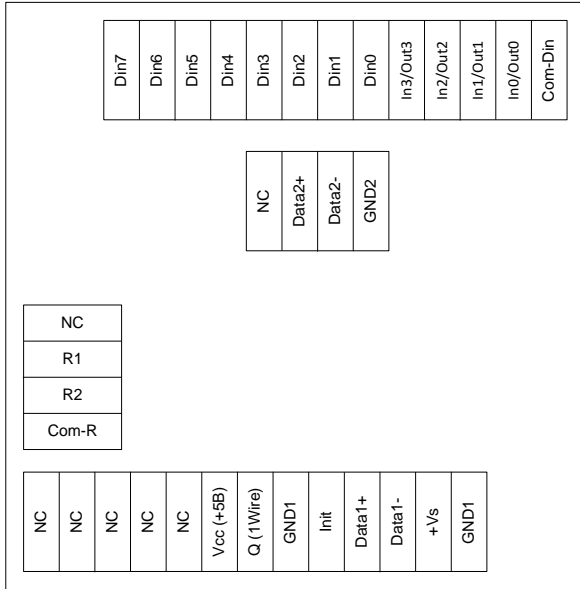 Din7
Din6
Din5
Din4
Din3
Din2
Din1
Din0
In3/Out3
In2/Out2
In1/Out1
In0/Out0
Com-Din
NC
Data2+
Data2-
GND2
NC
R1
R2
Com-R
NC
NC
NC
NC
NC
Vcc (+5B)
Q (1Wire)
GND1
Init
Data1+
Data1-
+Vs
GND1